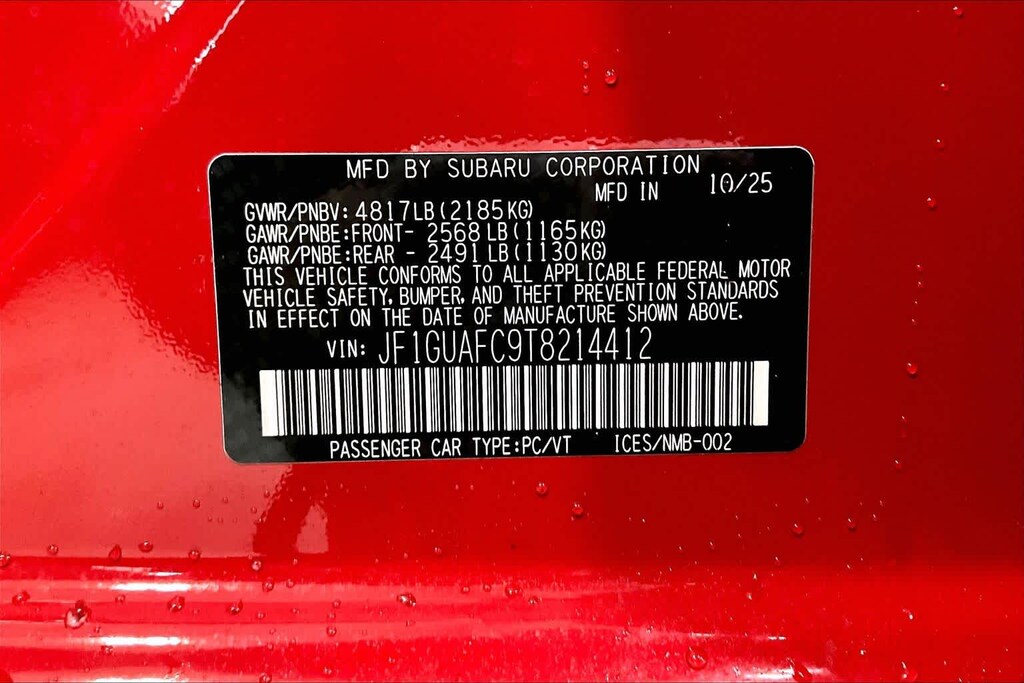 MFD BY SUBARU CORPORATION
MFD IN 10/25
GVWR/PNBV: 4817LB(2185KG)
GAWR/PNBE:FRONT- 2568 LB(1165KG)
GAWR/PNBE:REAR - 2491 LB(1130KG)
THIS VEHICLE CONFORMS TO ALL APPLICABLE FEDERAL MOTOR
VEHICLE SAFETY, BUMPER, AND THEFT PREVENTION STANDARDS
IN EFFECT ON THE DATE OF MANUFACTURE SHOWN ABOVE.
VIN: JF1GUAFC9T8214412
PASSENGER CAR TYPE:PC/VT ICES/NMB-002